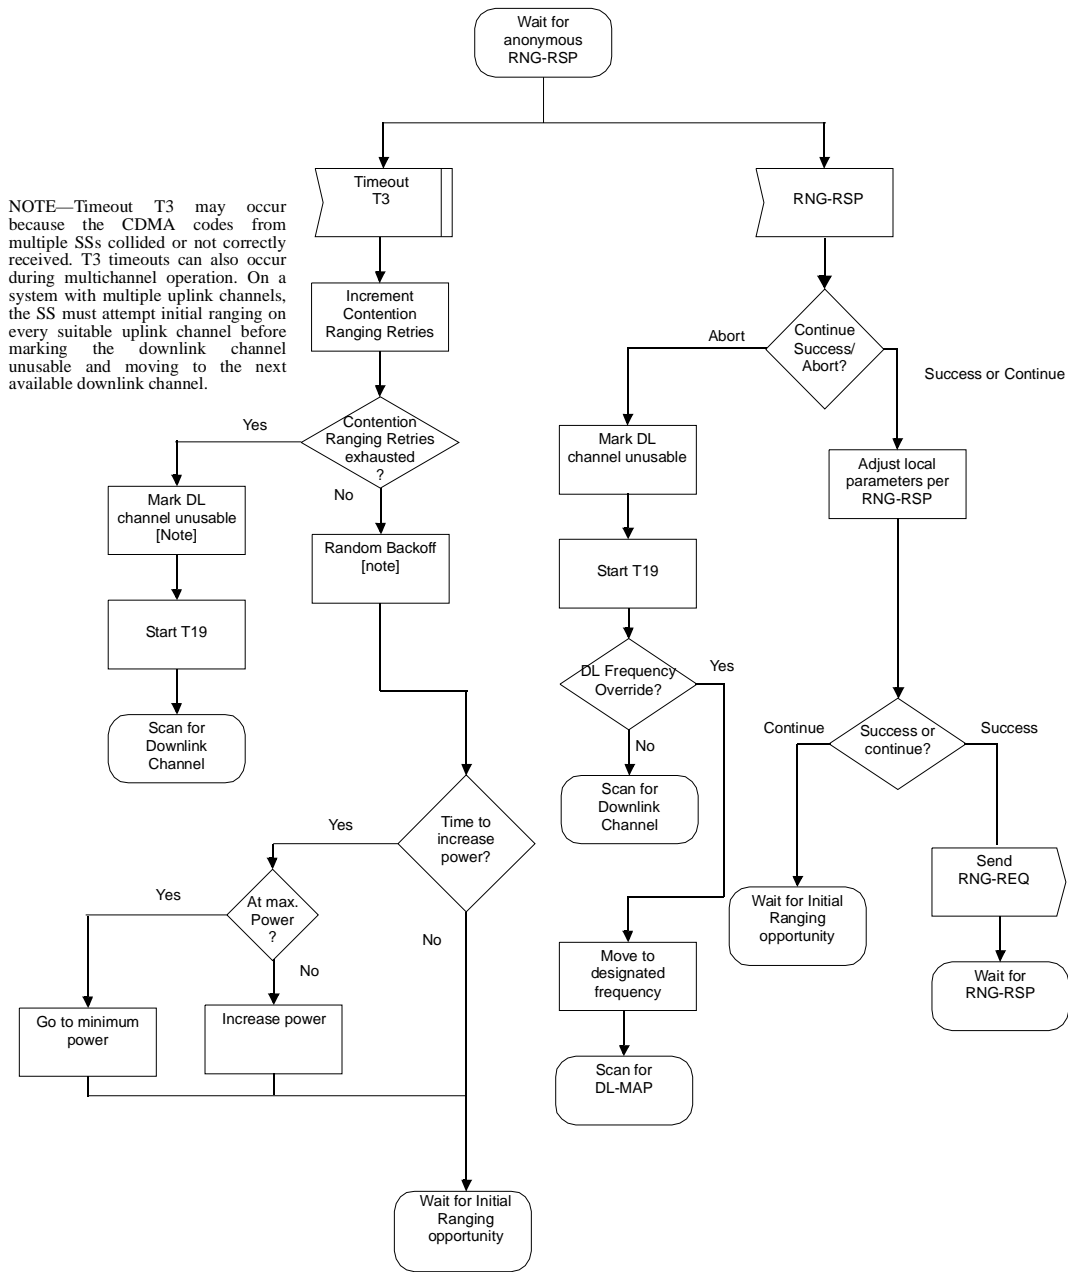 Wait for
anonymous
RNG-RSP
Timeout
T3
RNG-RSP
NOTE—Timeout T3 may occur
because the CDMA codes from
multiple SSs collided or not correctly
received. T3 timeouts can also occur
during multichannel operation. On a
system with multiple uplink channels,
the SS must attempt initial ranging on
every suitable uplink channel before
marking the downlink channel
unusable and moving to the next
available downlink channel.
Increment
Contention
Ranging Retries
Continue
Success/
Abort?
Abort
Success or Continue
Contention
Ranging Retries
exhausted
?
Yes
No
Mark DL
channel unusable
Adjust local
parameters per
RNG-RSP
Mark DL
channel unusable
[Note]
Random Backoff
[note]
Start T19
Start T19
DL Frequency
Override?
Yes
No
Scan for
Downlink
Channel
Continue
Success or
continue?
Success
Scan for
Downlink
Channel
Time to
increase
power?
Yes
No
Send
RNG-REQ
At max.
Power
?
Yes
No
Wait for Initial
Ranging
opportunity
Move to
designated
frequency
Wait for
RNG-RSP
Go to minimum
power
Increase power
Scan for
DL-MAP
Wait for Initial
Ranging
opportunity